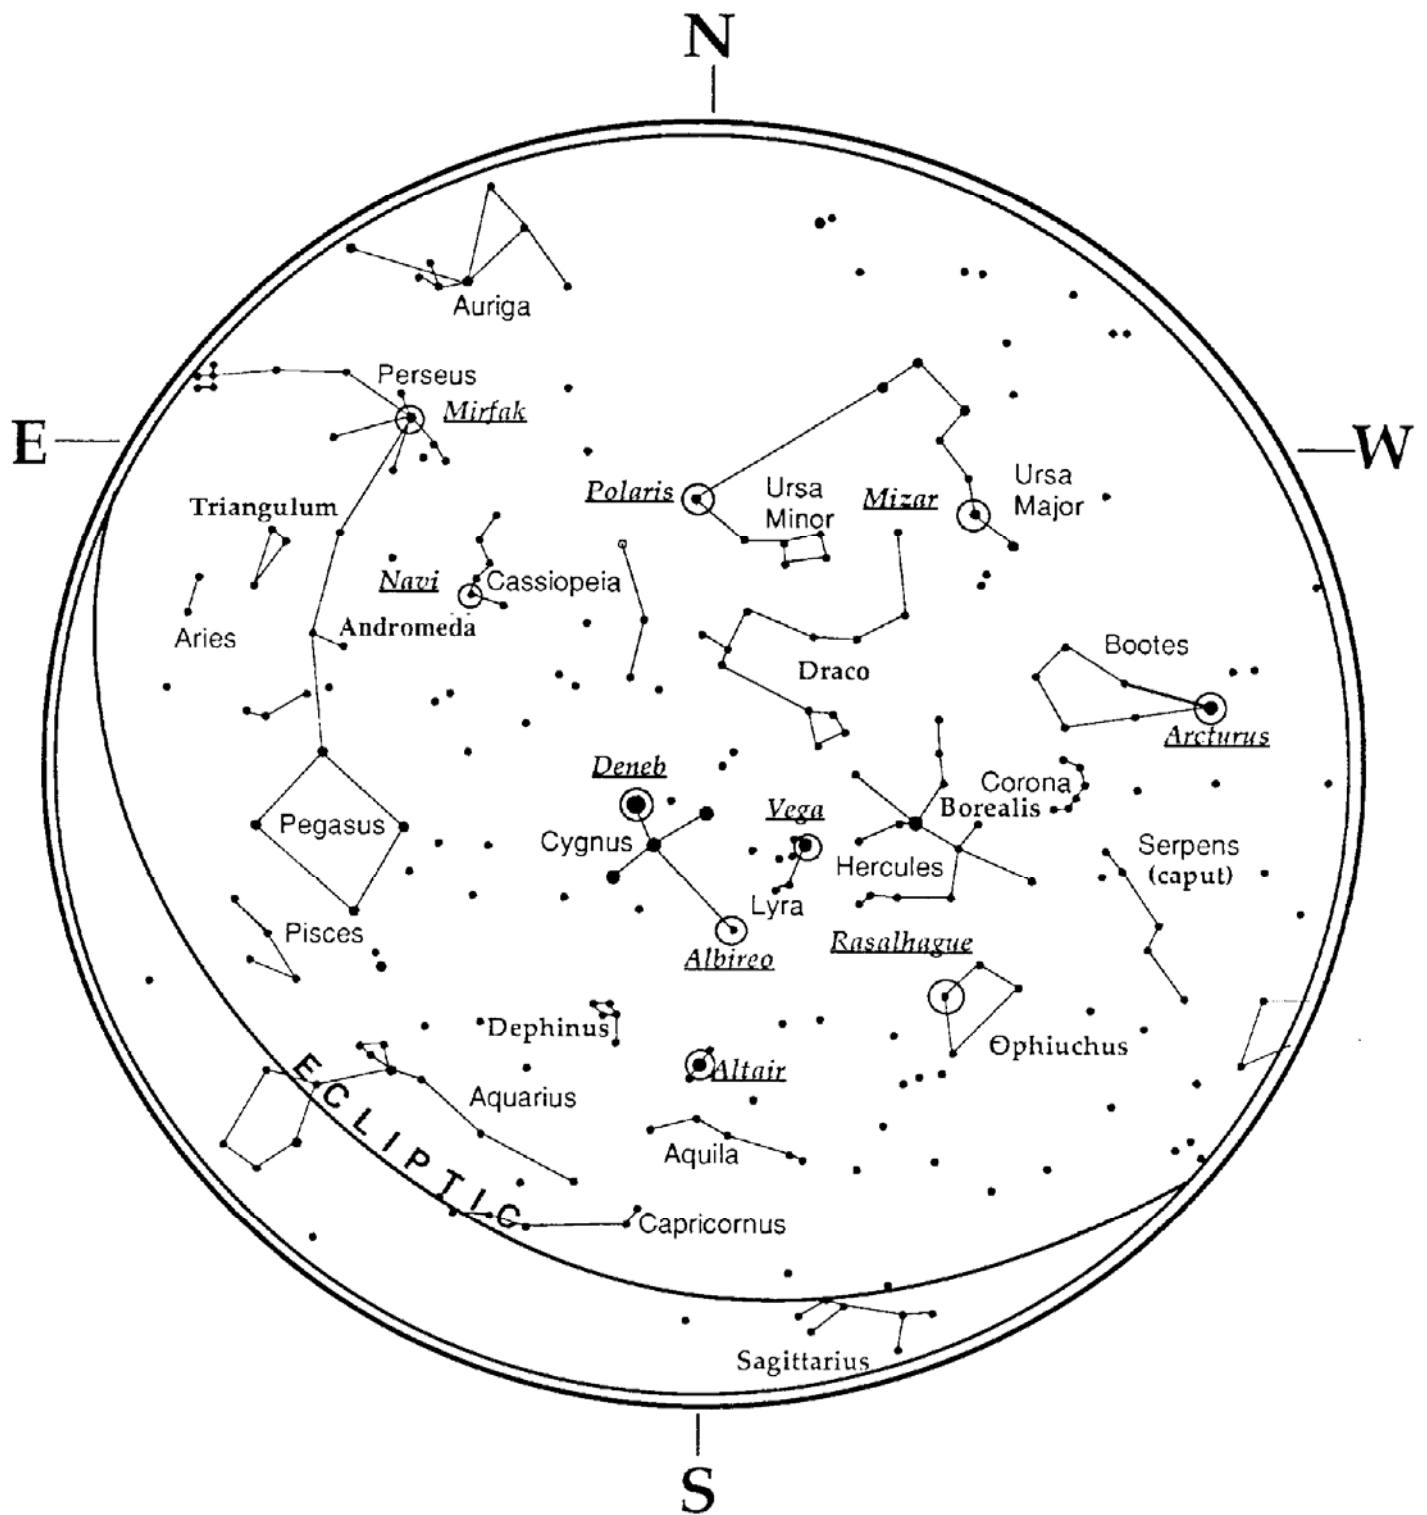 N
Auriga
Perseus
Mirfak
E
W
Polaris
Ursa
Minor
Mizar
Ursa
Major
Triangulum
Navi
Cassiopeia
Aries
Andromeda
Draco
Bootes
Arcturus
Deneb
Vega
Corona
Borealis
Pegasus
Cygnus
Hercules
Serpens
(caput)
Lyra
Pisces
Albireo
Rasalhague
Dephinus
Ophiuchus
Altair
Aquarius
ECLIPTIC
Aquila
Capricornus
Sagittarius
S